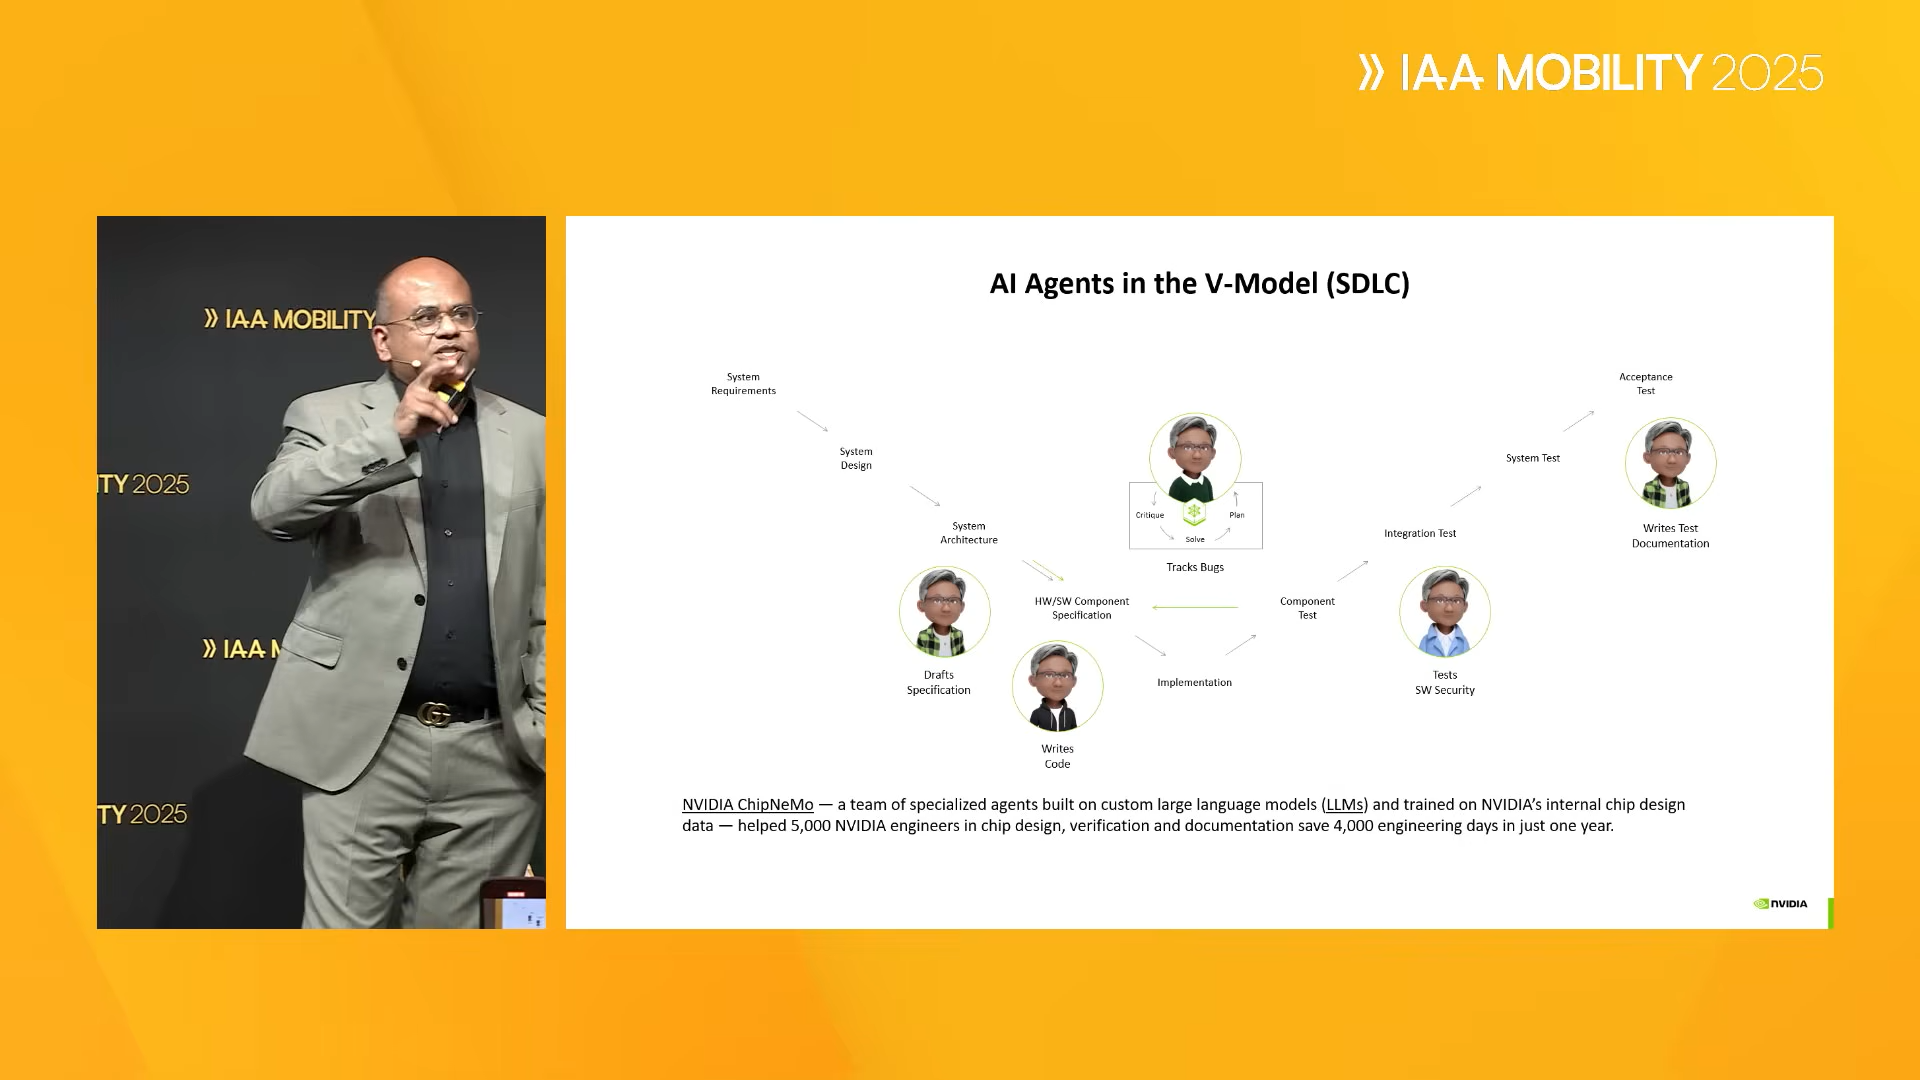 » IAA MOBILITY 2025
» IAA MOBILITY
ITY 2025
» IAA M
TY 2025
AI Agents in the V-Model (SDLC)
System
Requirements
System
Design
System
Architecture
HW/SW Component
Specification
Implementation
Component
Test
Integration Test
System Test
Acceptance
Test
Critique
Plan
Solve
Tracks Bugs
Drafts
Specification
Writes
Code
Tests
SW Security
Writes Test
Documentation
NVIDIA ChipNeMo — a team of specialized agents built on custom large language models (LLMs) and trained on NVIDIA’s internal chip design
data — helped 5,000 NVIDIA engineers in chip design, verification and documentation save 4,000 engineering days in just one year.
NVIDIA